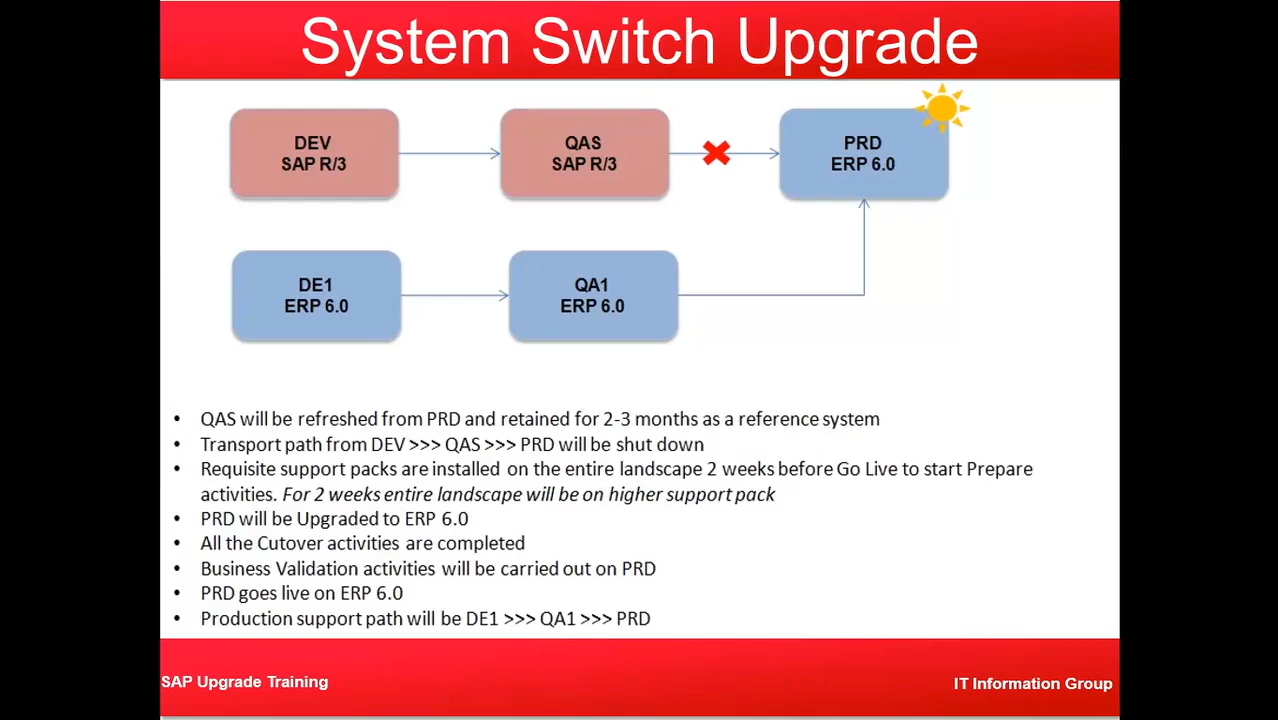 System Switch Upgrade
DEV
SAP R/3
QAS
SAP R/3
PRD
ERP 6.0
DE1
ERP 6.0
QA1
ERP 6.0
• QAS will be refreshed from PRD and retained for 2-3 months as a reference system
• Transport path from DEV >>> QAS >>> PRD will be shut down
• Requisite support packs are installed on the entire landscape 2 weeks before Go Live to start Prepare
activities. For 2 weeks entire landscape will be on higher support pack
• PRD will be Upgraded to ERP 6.0
• All the Cutover activities are completed
• Business Validation activities will be carried out on PRD
• PRD goes live on ERP 6.0
• Production support path will be DE1 >>> QA1 >>> PRD
SAP Upgrade Training
IT Information Group